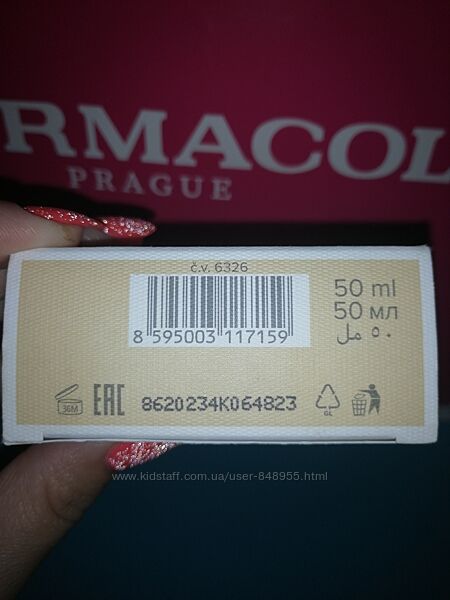 RMACOL
PRAGUE
č.v. 6326
8 595003 117159
50 ml
50 мл
٥٠ مل
36M
EAC
8620234K064823
GL
www.kidstaff.com.ua/user-848955.html